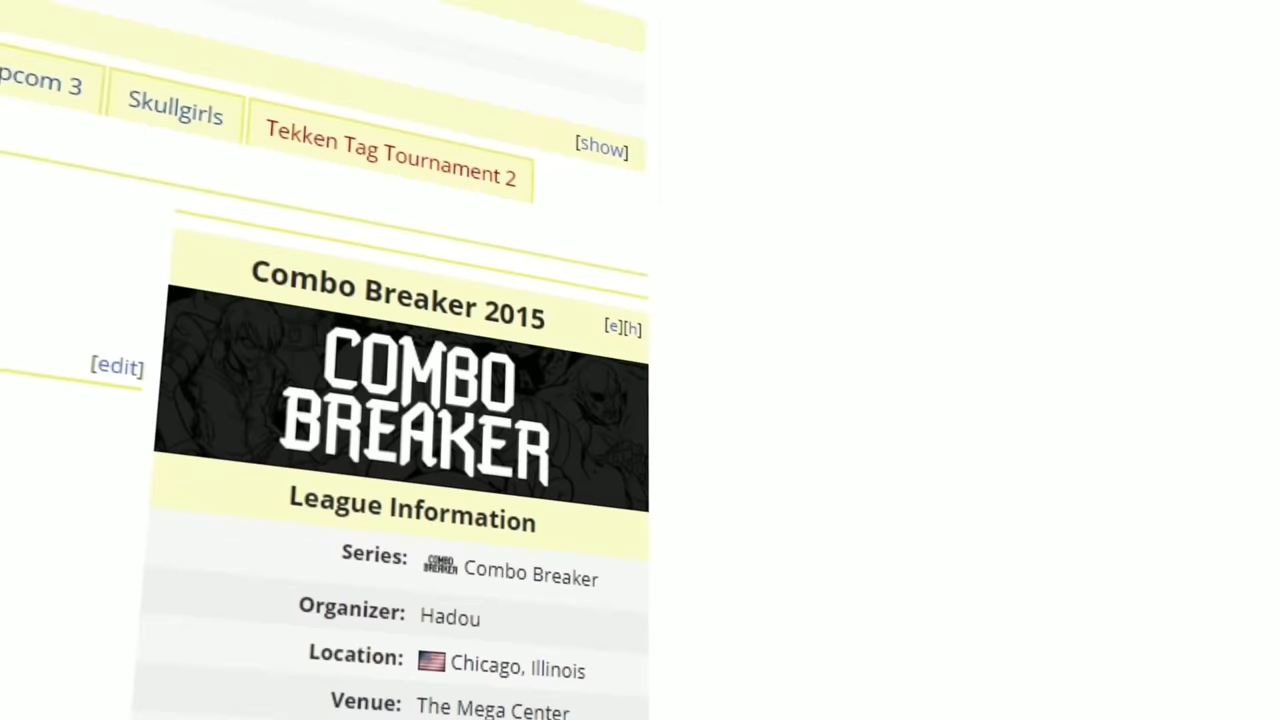 pcom 3
Skullgirls
Tekken Tag Tournament 2
[show]
Combo Breaker 2015
[e][h]
COMBO
BREAKER
[edit]
League Information
Series: COMBO BREAKER Combo Breaker
Organizer: Hadou
Location: Chicago, Illinois
Venue: The Mega Center